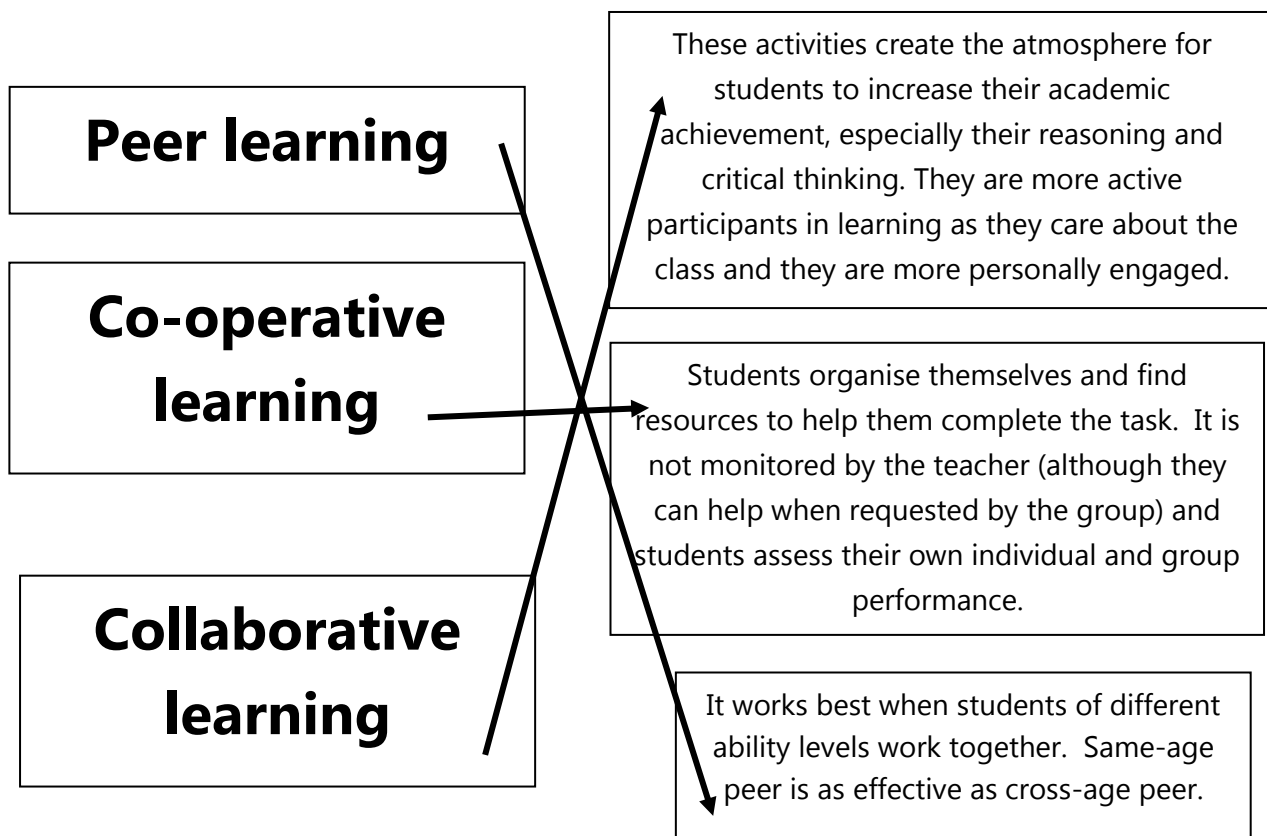 Peer learning
Co-operative
learning
Collaborative
learning
These activities create the atmosphere for
students to increase their academic
achievement, especially their reasoning and
critical thinking. They are more active
participants in learning as they care about the
class and they are more personally engaged.
Students organise themselves and find
resources to help them complete the task.  It is
not monitored by the teacher (although they
can help when requested by the group) and
students assess their own individual and group
performance.
It works best when students of different
ability levels work together.  Same-age
peer is as effective as cross-age peer.